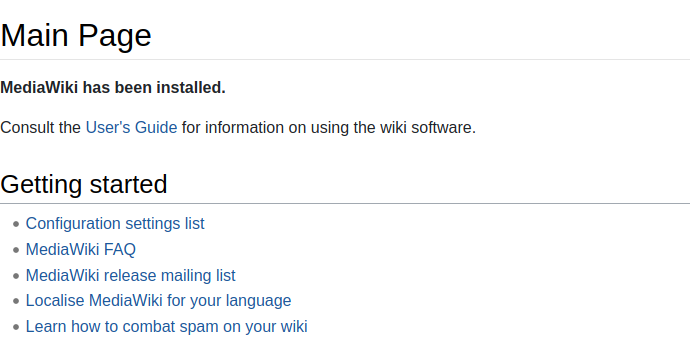 Main Page
MediaWiki has been installed.
Consult the User's Guide for information on using the wiki software.
Getting started
Configuration settings list
MediaWiki FAQ
MediaWiki release mailing list
Localise MediaWiki for your language
Learn how to combat spam on your wiki